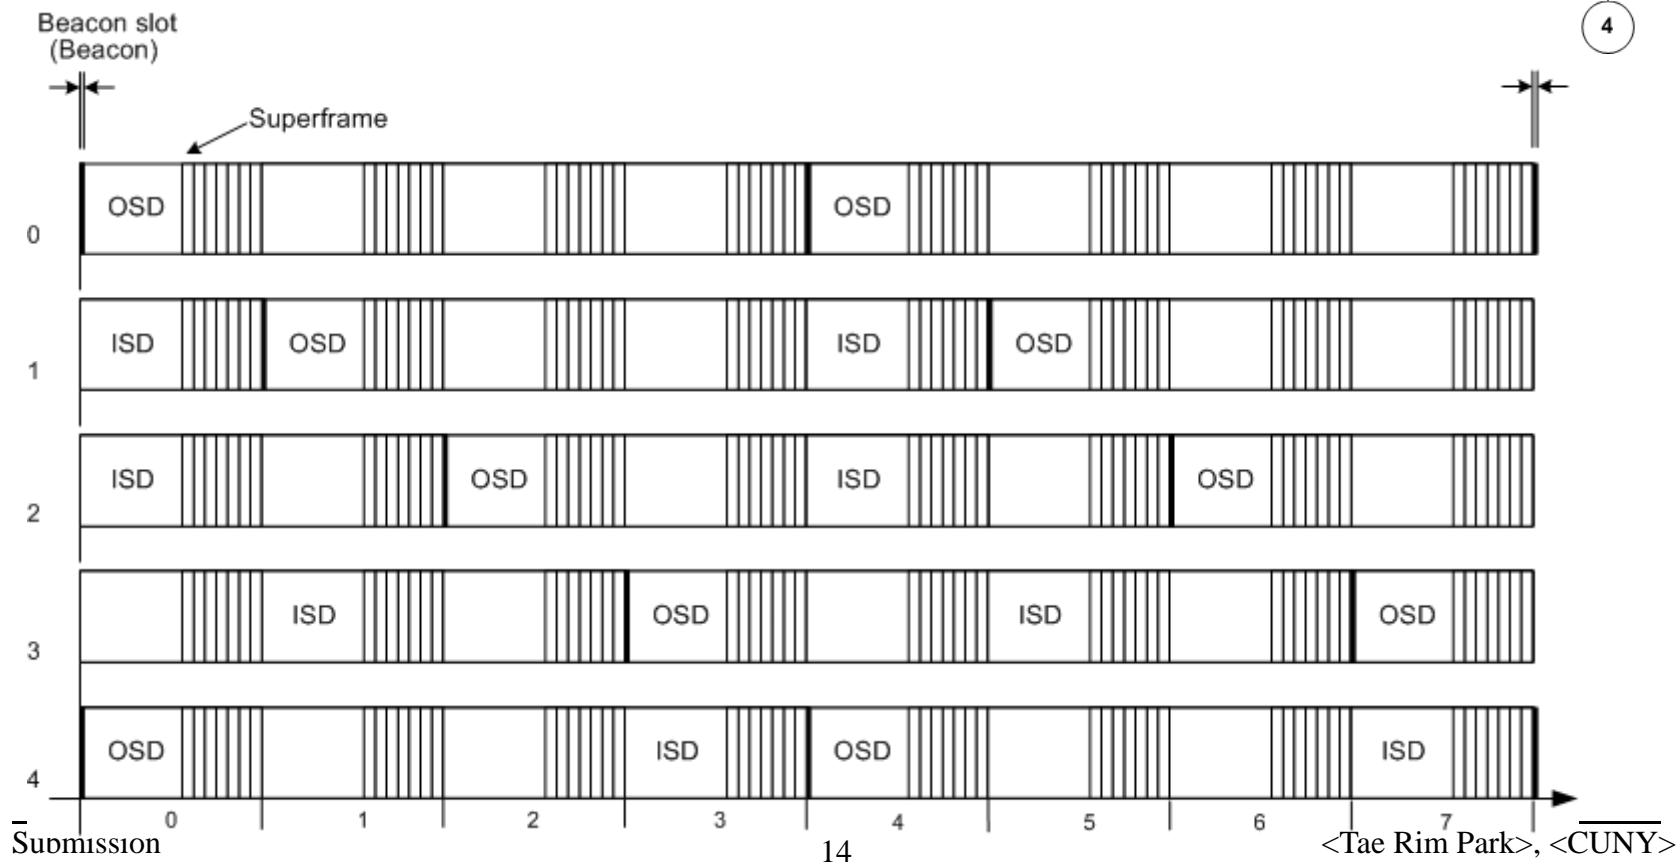 Beacon slot
(Beacon)
4
Superframe
OSD OSD
0
ISD OSD ISD OSD
1
ISD OSD ISD OSD
2
ISD OSD ISD OSD
3
OSD ISD OSD ISD
4
0 1 2 3 4 5 6 7
Submission 14 <Tae Rim Park>, <CUNY>